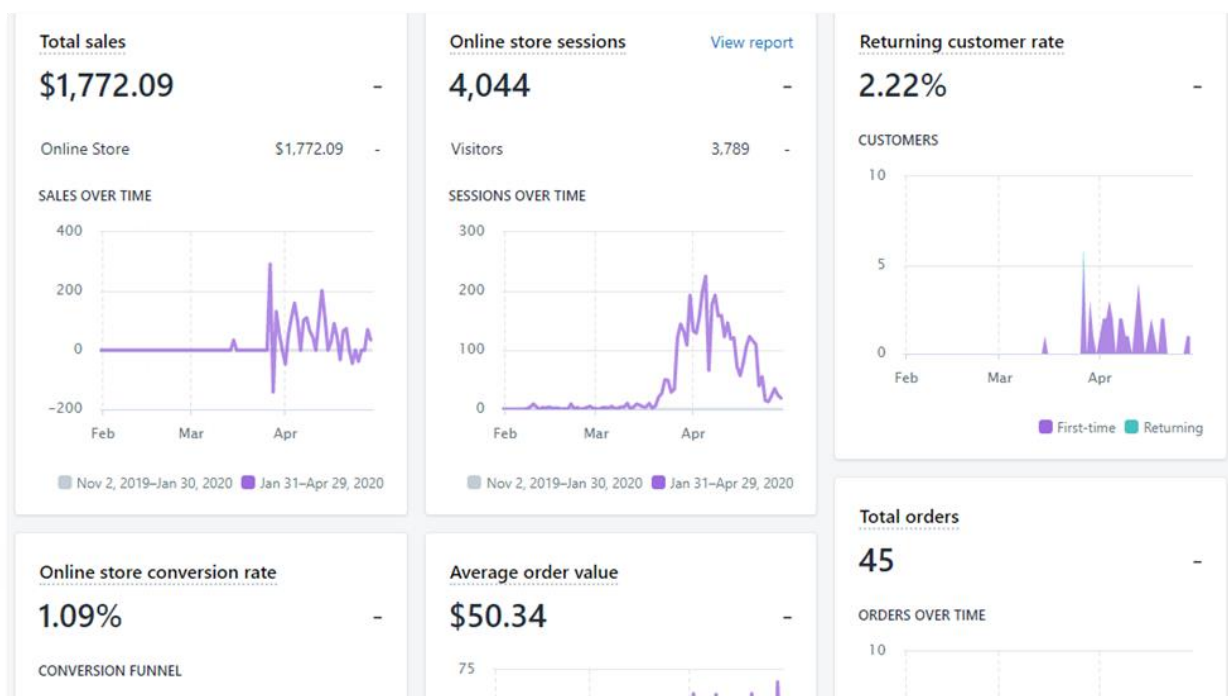 Total sales
$1,772.09 -
Online Store $1,772.09 -
SALES OVER TIME
400
200
0
-200
Feb Mar Apr
Nov 2, 2019–Jan 30, 2020 Jan 31–Apr 29, 2020
Online store sessions View report
4,044 -
Visitors 3,789 -
SESSIONS OVER TIME
300
200
100
0
Feb Mar Apr
Nov 2, 2019–Jan 30, 2020 Jan 31–Apr 29, 2020
Returning customer rate
2.22% -
CUSTOMERS
10
5
0
Feb Mar Apr
First-time Returning
Online store conversion rate
1.09% -
CONVERSION FUNNEL
Average order value
$50.34 -
75
Total orders
45 -
ORDERS OVER TIME
10